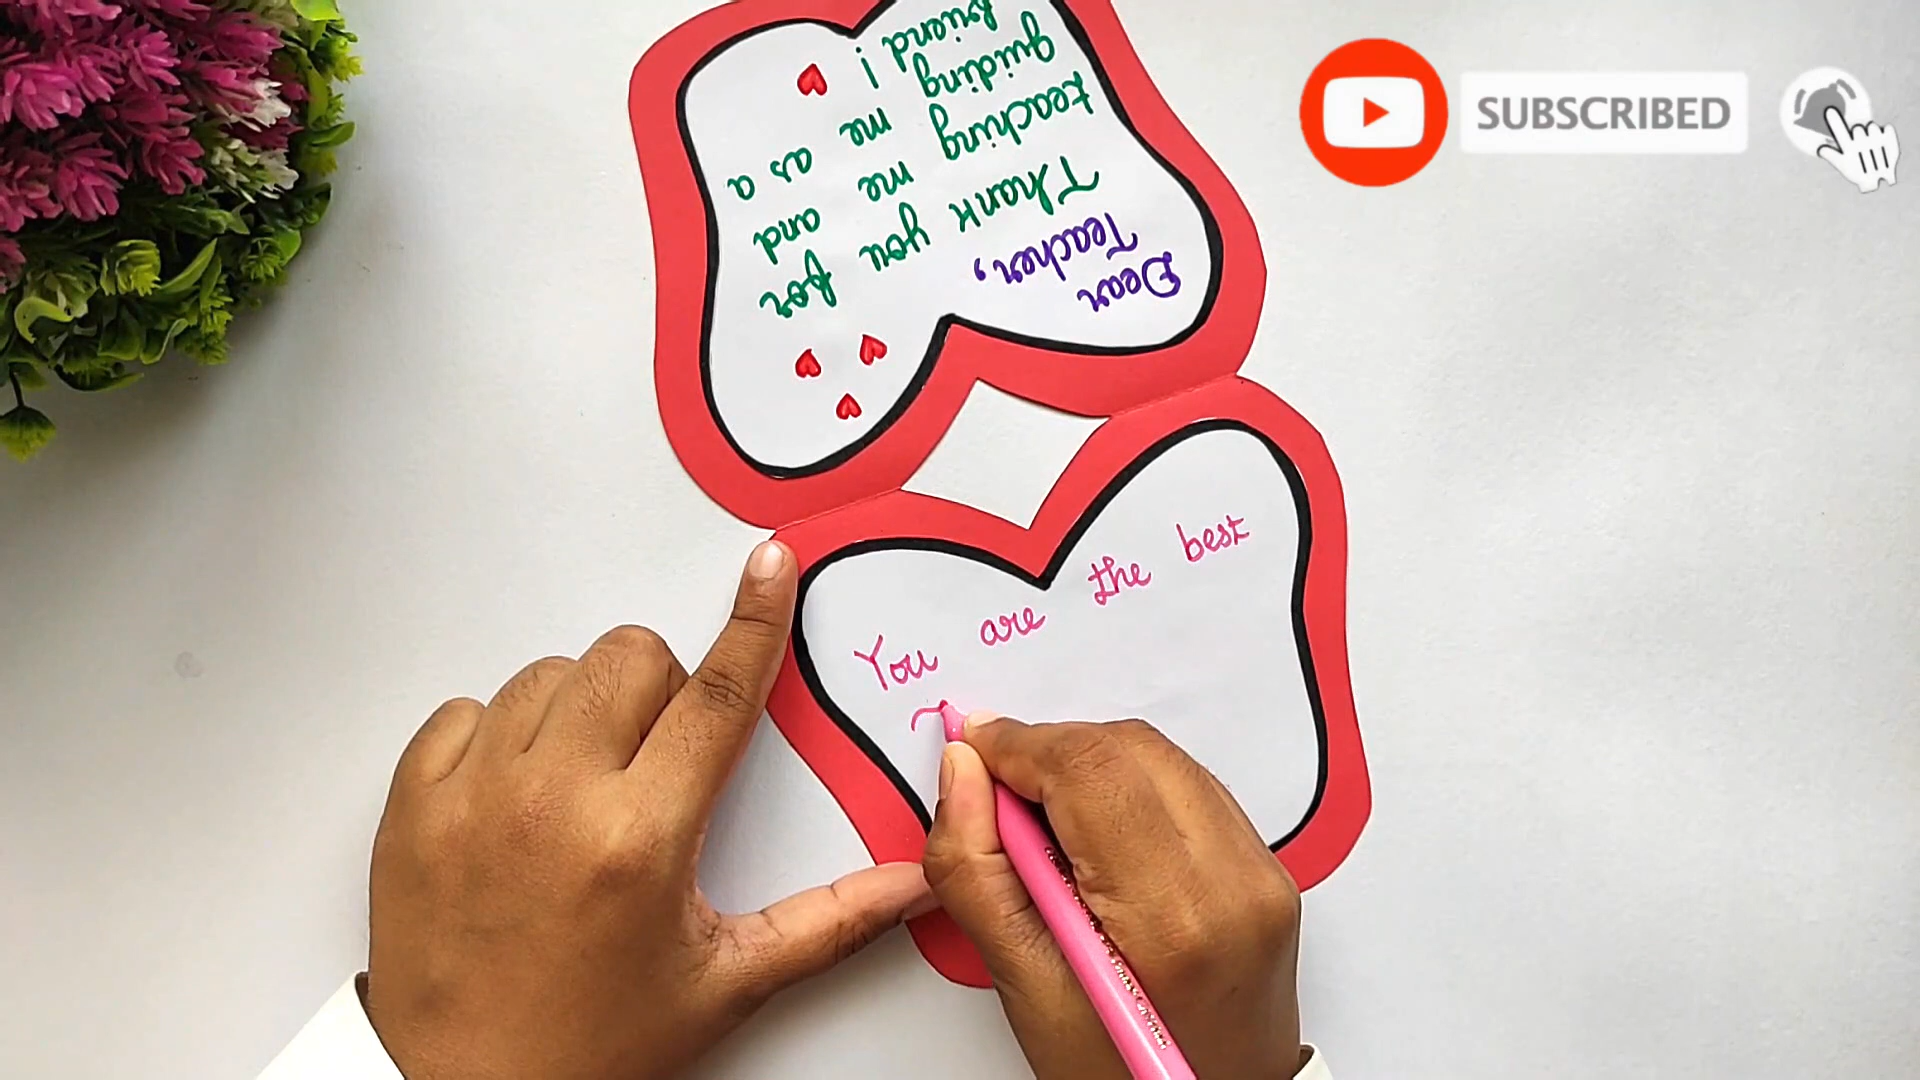 SUBSCRIBED
Dear
Teacher,
Thank you for
teaching me and
guiding me as a
friend !
You are the best